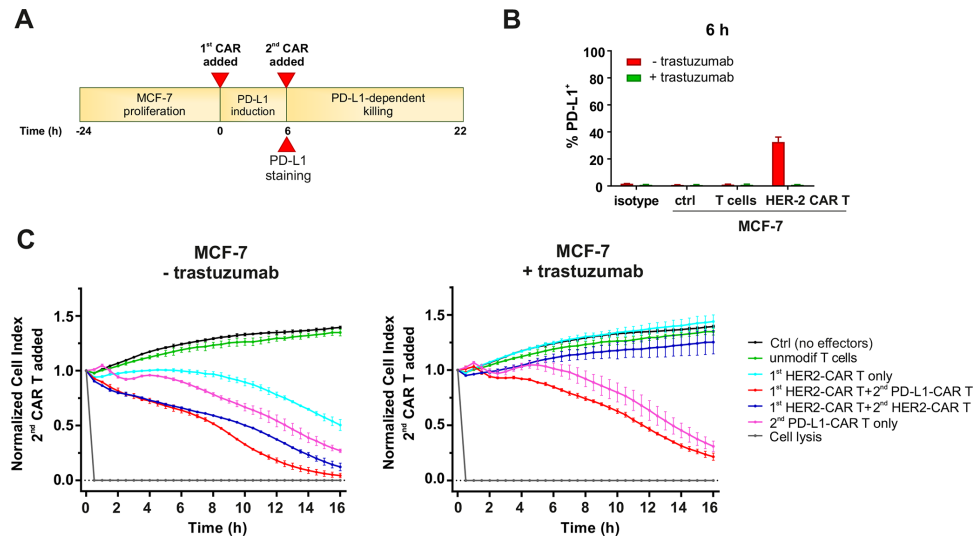 A
1st CAR added
2nd CAR added
MCF-7 proliferation
PD-L1 induction
PD-L1-dependent killing
Time (h)
-24
0
6
22
PD-L1 staining
B
6 h
- trastuzumab
+ trastuzumab
% PD-L1+
100
80
60
40
20
0
isotype
ctrl
T cells
HER-2 CAR T
MCF-7
C
MCF-7
- trastuzumab
Normalized Cell Index
2nd CAR T added
1.5
1.0
0.5
0.0
0 2 4 6 8 10 12 14 16
Time (h)
MCF-7
+ trastuzumab
Normalized Cell Index
2nd CAR T added
1.5
1.0
0.5
0.0
0 2 4 6 8 10 12 14 16
Time (h)
Ctrl (no effectors)
unmodif T cells
1st HER2-CAR T only
1st HER2-CAR T+2nd PD-L1-CAR T
1st HER2-CAR T+2nd HER2-CAR T
2nd PD-L1-CAR T only
Cell lysis